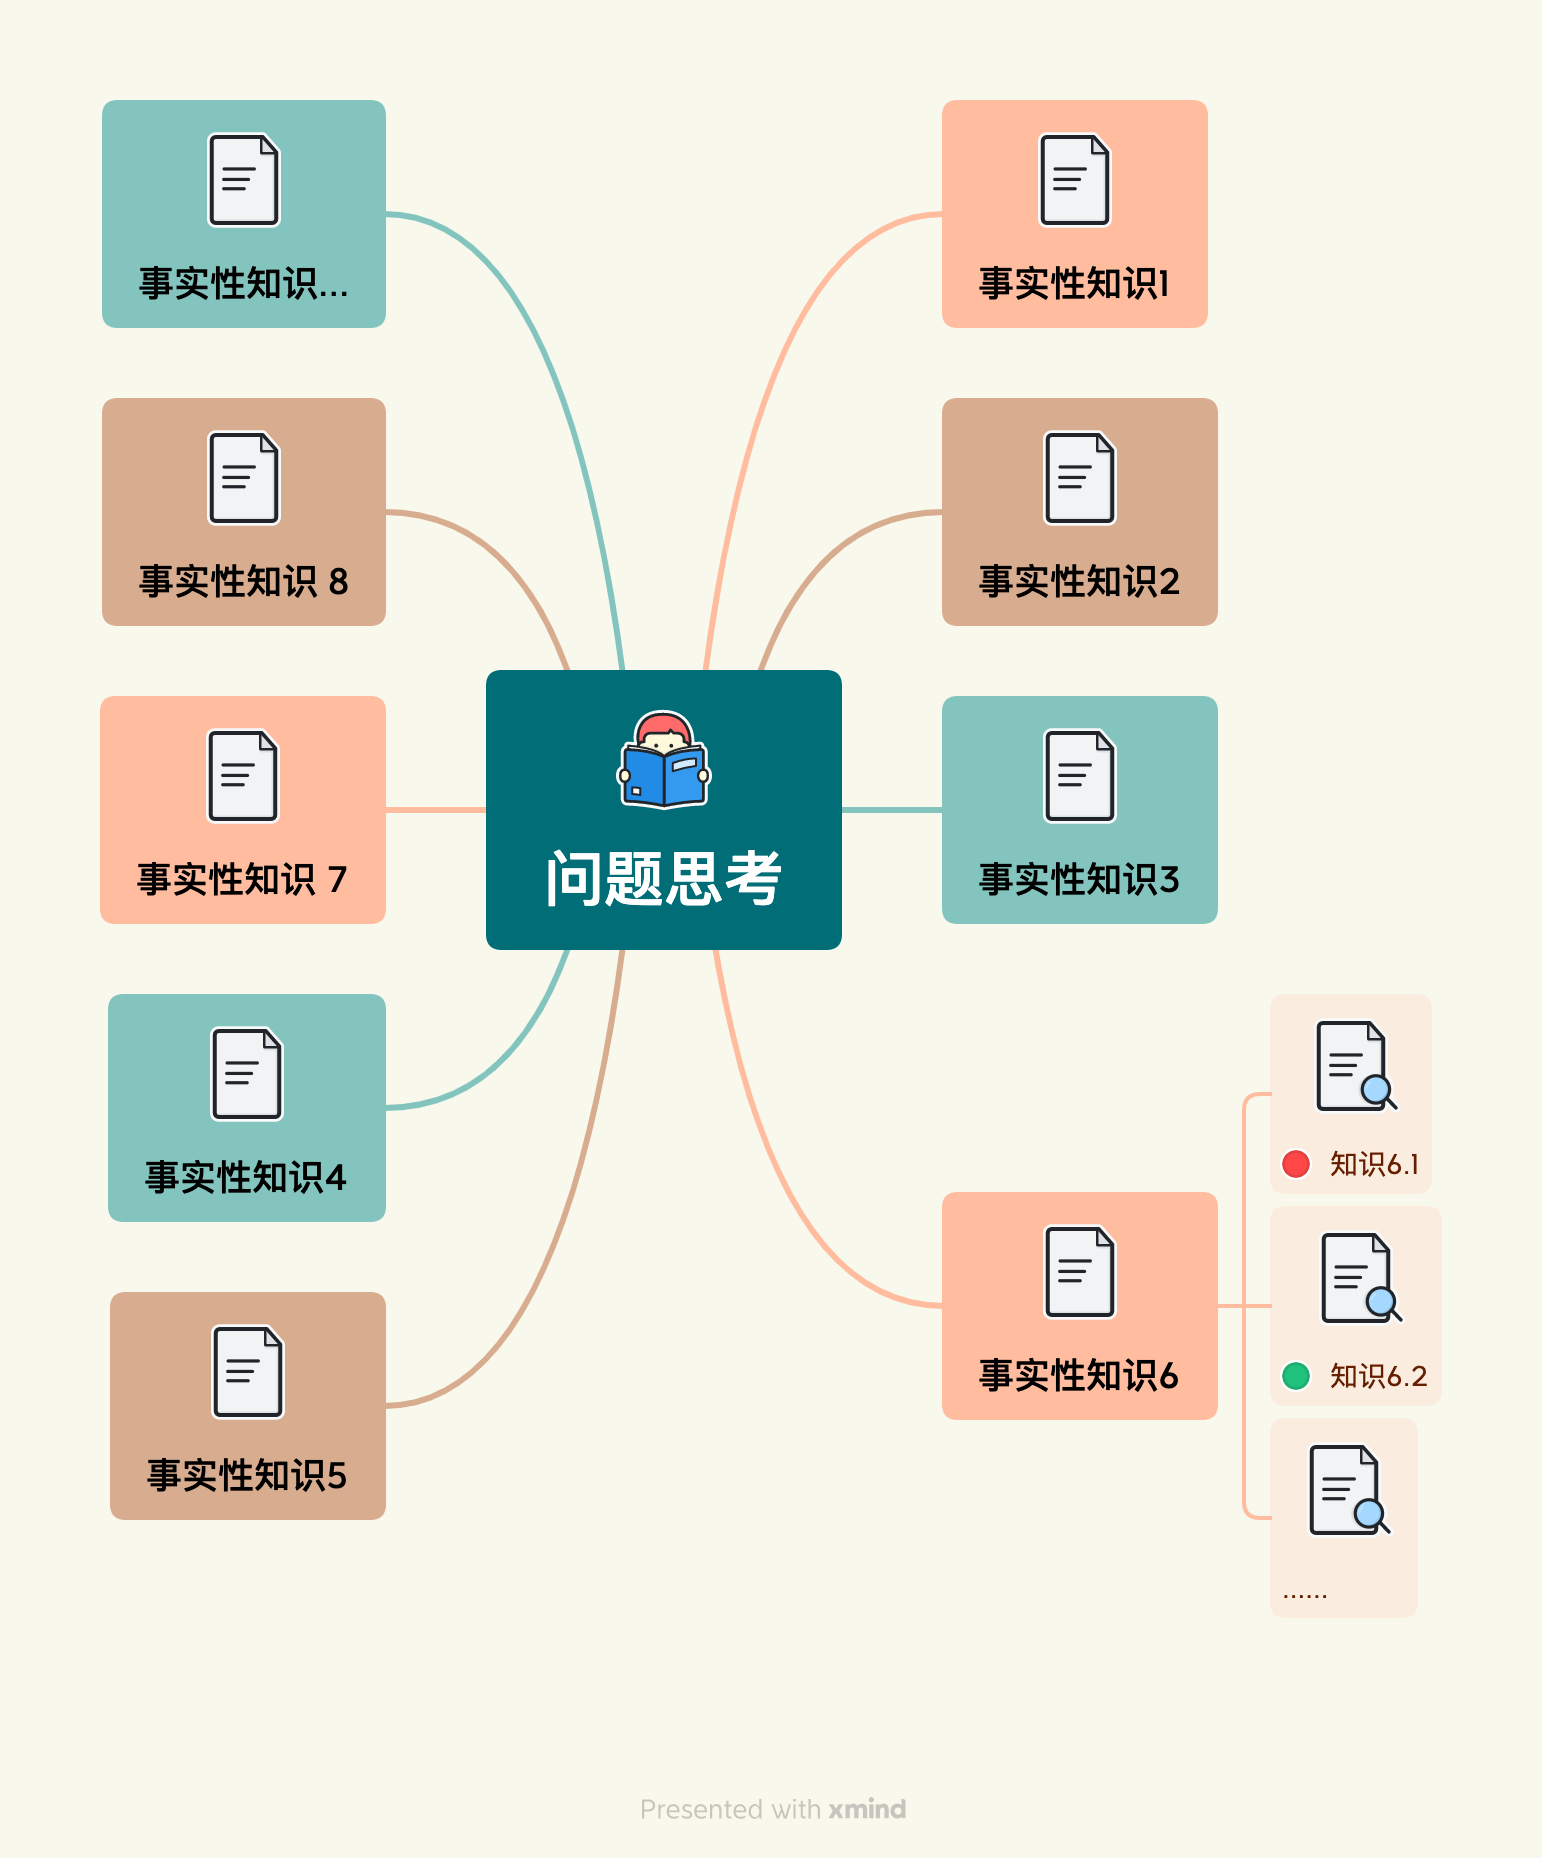 事实性知识...
事实性知识1
事实性知识 8
事实性知识2
事实性知识 7
问题思考
事实性知识3
事实性知识4
知识6.1
事实性知识6
知识6.2
事实性知识5
......
Presented with xmind